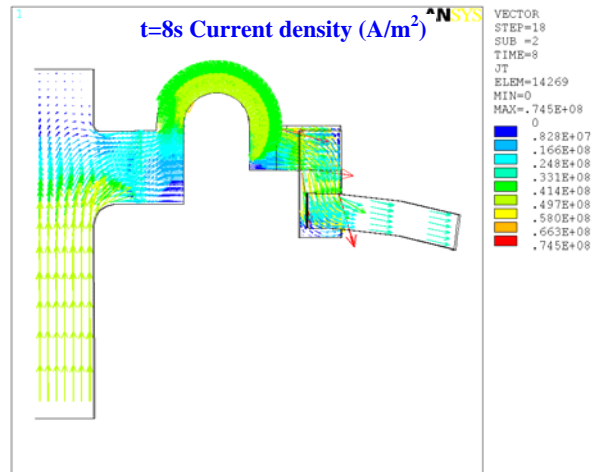 1
t=8s Current density (A/m²)
^NSYS
VECTOR
STEP=18
SUB =2
TIME=8
JT
ELEM=14269
MIN=0
MAX=.745E+08
0
.828E+07
.166E+08
.248E+08
.331E+08
.414E+08
.497E+08
.580E+08
.663E+08
.745E+08